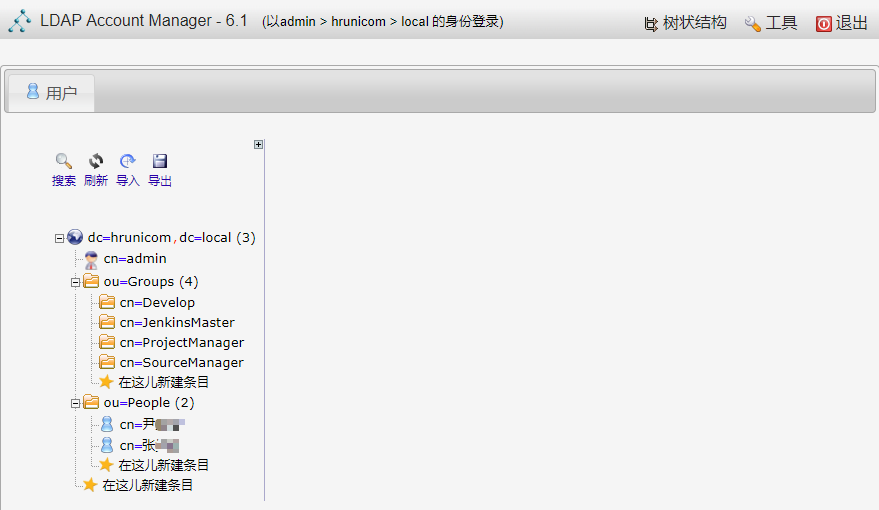 LDAP Account Manager - 6.1 (以admin > hrunicom > local 的身份登录) 树状结构 工具 退出
用户
搜索 刷新 导入 导出
dc=hrunicom,dc=local (3)
cn=admin
ou=Groups (4)
cn=Develop
cn=JenkinsMaster
cn=ProjectManager
cn=SourceManager
在这儿新建条目
ou=People (2)
cn=尹
cn=张
在这儿新建条目
在这儿新建条目